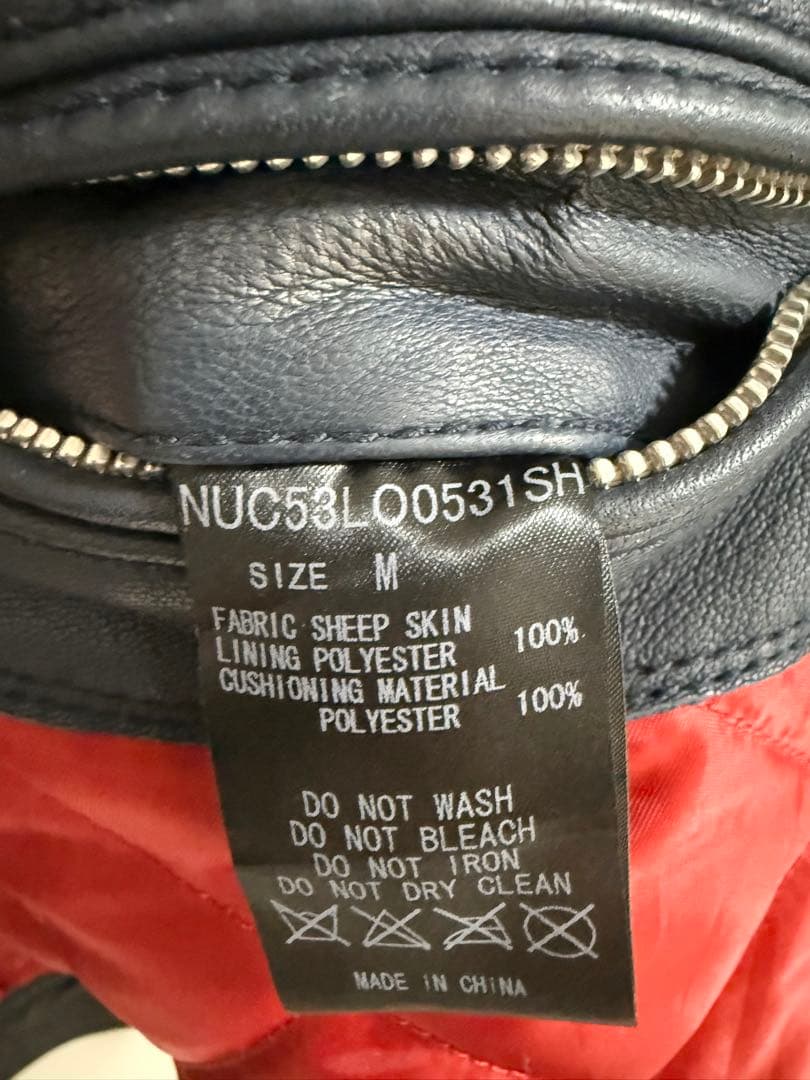 NUC53LO0531SH
SIZE M
FABRIC SHEEP SKIN 100%
LINING POLYESTER
CUSHIONING MATERIAL 100%
POLYESTER
DO NOT WASH
DO NOT BLEACH
DO NOT IRON
DO NOT DRY CLEAN
MADE IN CHINA